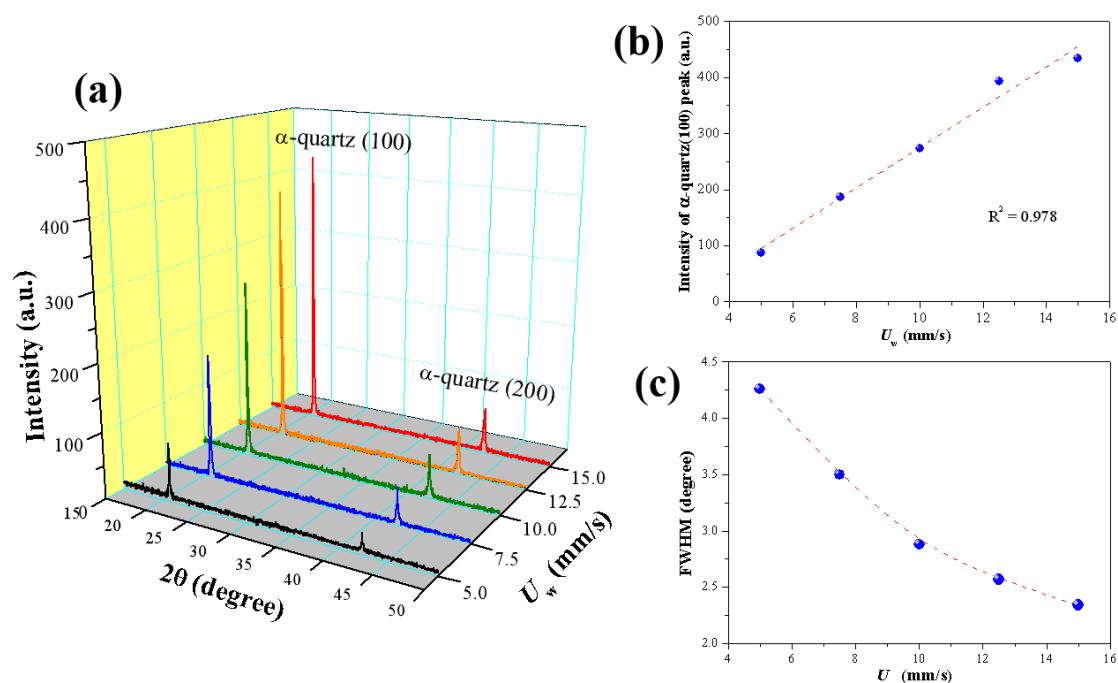 (a)
α-quartz (100)
α-quartz (200)
Intensity (a.u.)
500
400
300
200
100
150
20
25
30
35
40
45
50
2θ (degree)
5.0
7.5
10.0
12.5
15.0
U_w (mm/s)
(b)
Intensity of α-quartz(100) peak (a.u.)
500
400
300
200
100
0
R² = 0.978
4 6 8 10 12 14 16
U_w (mm/s)
(c)
FWHM (degree)
4.5
4.0
3.5
3.0
2.5
2.0
4 6 8 10 12 14 16
U (mm/s)